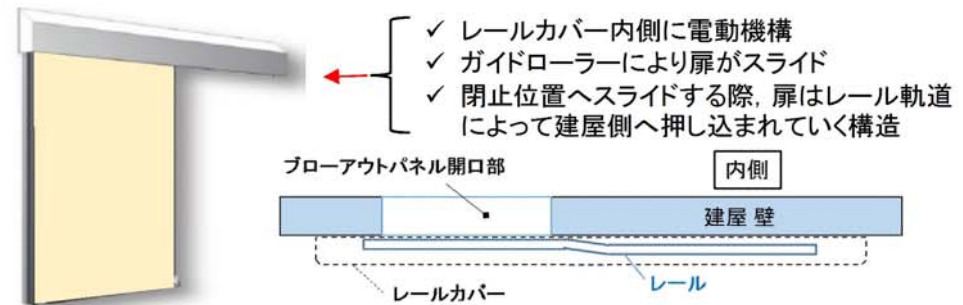 ✓ レールカバー内側に電動機構
✓ ガイドローラーにより扉がスライド
✓ 閉止位置へスライドする際，扉はレール軌道
によって建屋側へ押し込まれていく構造
ブローアウトパネル開口部
内側
建屋 壁
レール
レールカバー